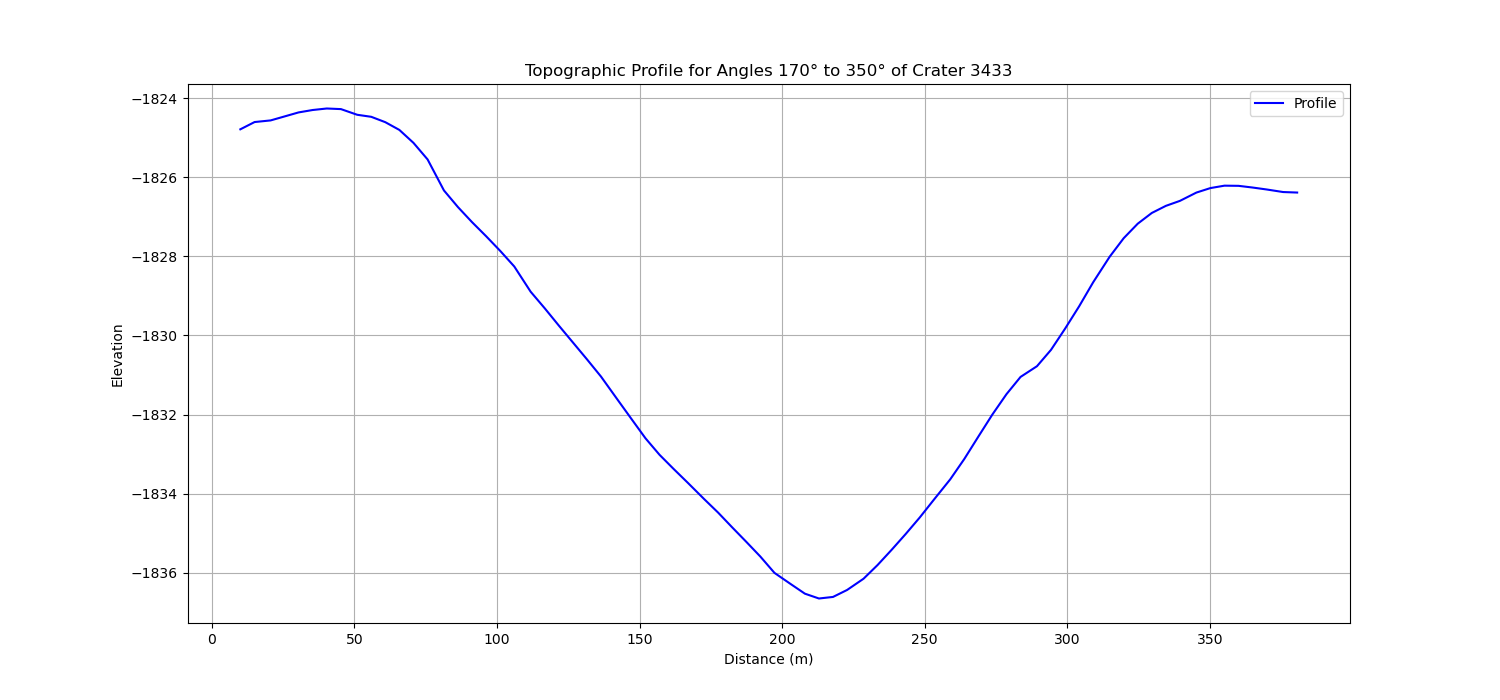 Topographic Profile for Angles 170° to 350° of Crater 3433
Profile
−1824
−1826
−1828
−1830
−1832
−1834
−1836
Elevation
0 50 100 150 200 250 300 350
Distance (m)